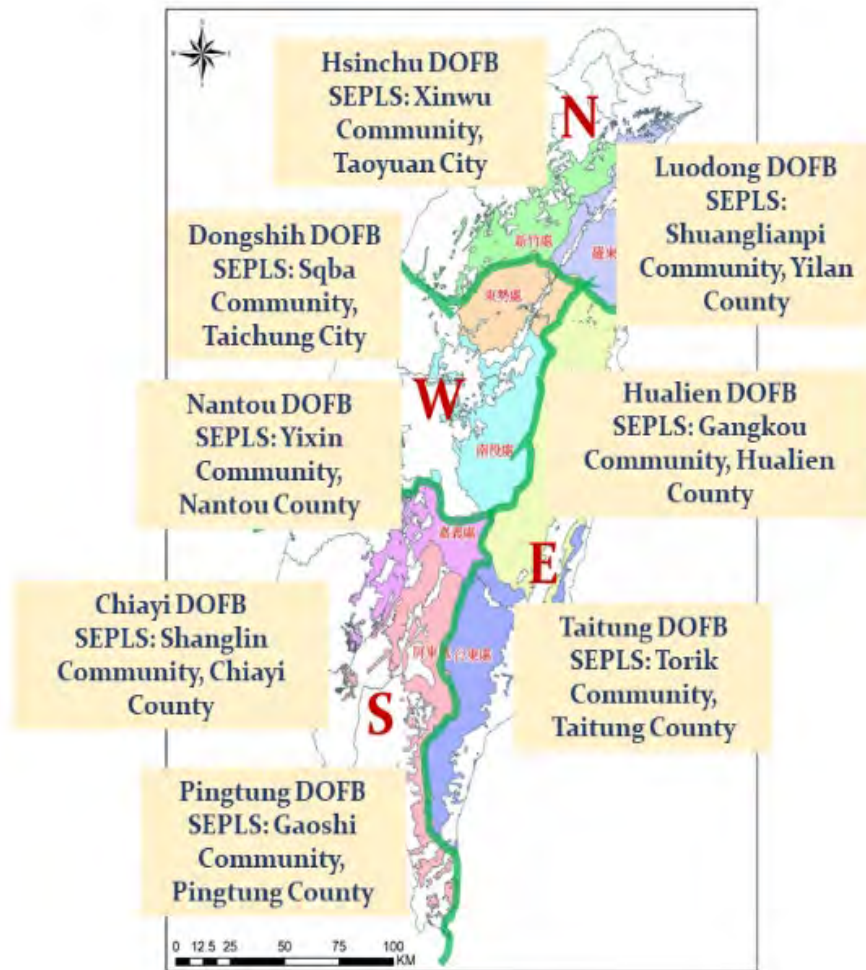 Hsinchu DOFB
SEPLS: Xinwu
Community,
Taoyuan City
N
Luodong DOFB
SEPLS:
Shuanglianpi
Community, Yilan
County
新竹處
羅東
Dongshih DOFB
SEPLS: Sqba
Community,
Taichung City
東勢處
W
Nantou DOFB
SEPLS: Yixin
Community,
Nantou County
南投處
Hualien DOFB
SEPLS: Gangkou
Community, Hualien
County
嘉義處
E
Chiayi DOFB
SEPLS: Shanglin
Community, Chiayi
County
屏東
台東處
Taitung DOFB
SEPLS: Torik
Community,
Taitung County
S
Pingtung DOFB
SEPLS: Gaoshi
Community,
Pingtung County
0 12.5 25 50 75 100
KM